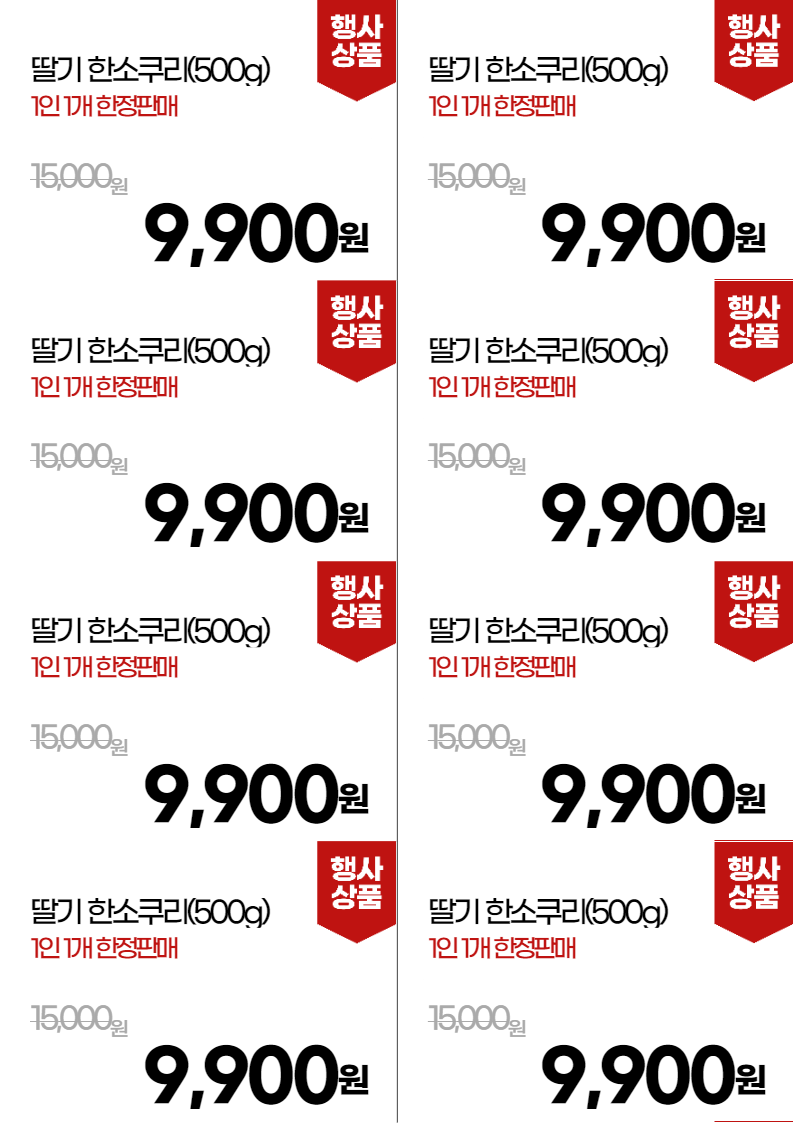 행사
상품
딸기 한소쿠리(500g)
1인 1개 한정판매
15,000원
9,900원
행사
상품
딸기 한소쿠리(500g)
1인 1개 한정판매
15,000원
9,900원
행사
상품
딸기 한소쿠리(500g)
1인 1개 한정판매
15,000원
9,900원
행사
상품
딸기 한소쿠리(500g)
1인 1개 한정판매
15,000원
9,900원
행사
상품
딸기 한소쿠리(500g)
1인 1개 한정판매
15,000원
9,900원
행사
상품
딸기 한소쿠리(500g)
1인 1개 한정판매
15,000원
9,900원
행사
상품
딸기 한소쿠리(500g)
1인 1개 한정판매
15,000원
9,900원
행사
상품
딸기 한소쿠리(500g)
1인 1개 한정판매
15,000원
9,900원